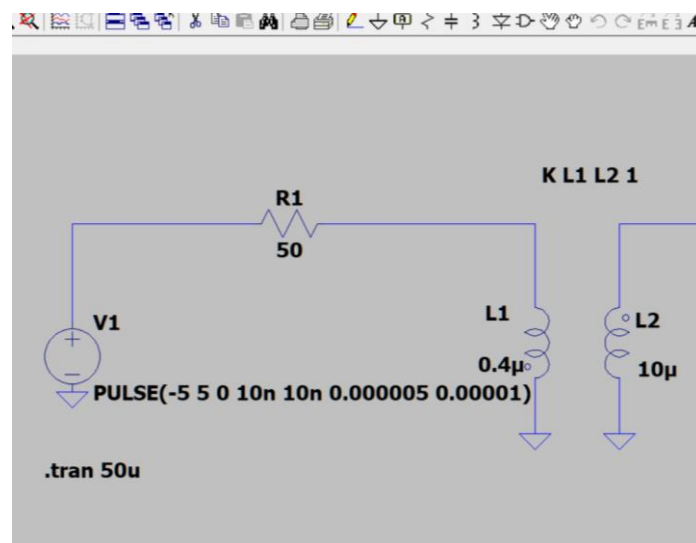 K L1 L2 1
R1
50
V1
L1
L2
0.4µ
10µ
PULSE(-5 5 0 10n 10n 0.000005 0.00001)
.tran 50u